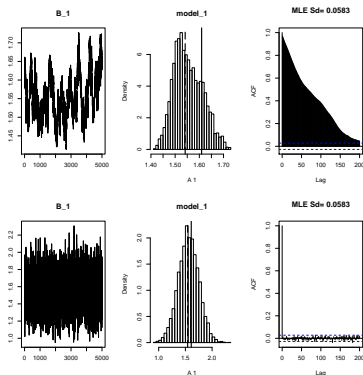 B_1
model_1
MLE Sd= 0.0583
1.45 1.50 1.55 1.60 1.65 1.70
0 1000 3000 5000
Density
0 2 4 6
1.40 1.50 1.60 1.70
A 1
ACF
0.0 0.2 0.4 0.6 0.8 1.0
0 50 100 150 200
Lag
B_1
model_1
MLE Sd= 0.0583
1.0 1.2 1.4 1.6 1.8 2.0 2.2
0 1000 3000 5000
Density
0.0 0.5 1.0 1.5 2.0
1.0 1.5 2.0
A 1
ACF
0.0 0.2 0.4 0.6 0.8 1.0
0 50 100 150 200
Lag